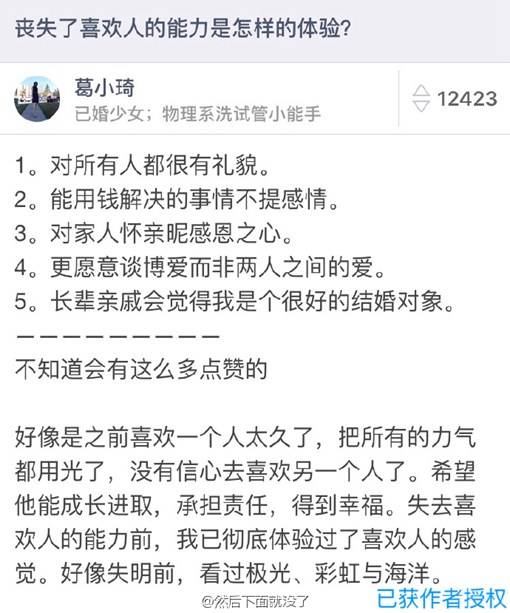 丧失了喜欢人的能力是怎样的体验?
葛小琦
已婚少女；物理系洗试管小能手
12423
1。对所有人都很有礼貌。
2。能用钱解决的事情不提感情。
3。对家人怀亲昵感恩之心。
4。更愿意谈博爱而非两人之间的爱。
5。长辈亲戚会觉得我是个很好的结婚对象。
—————————
不知道会有这么多点赞的
好像是之前喜欢一个人太久了，把所有的力气
都用光了，没有信心去喜欢另一个人了。希望
他能成长进取，承担责任，得到幸福。失去喜
欢人的能力前，我已彻底体验过了喜欢人的感
觉。好像失明前，看过极光、彩虹与海洋。
@然后下面就没了
已获作者授权